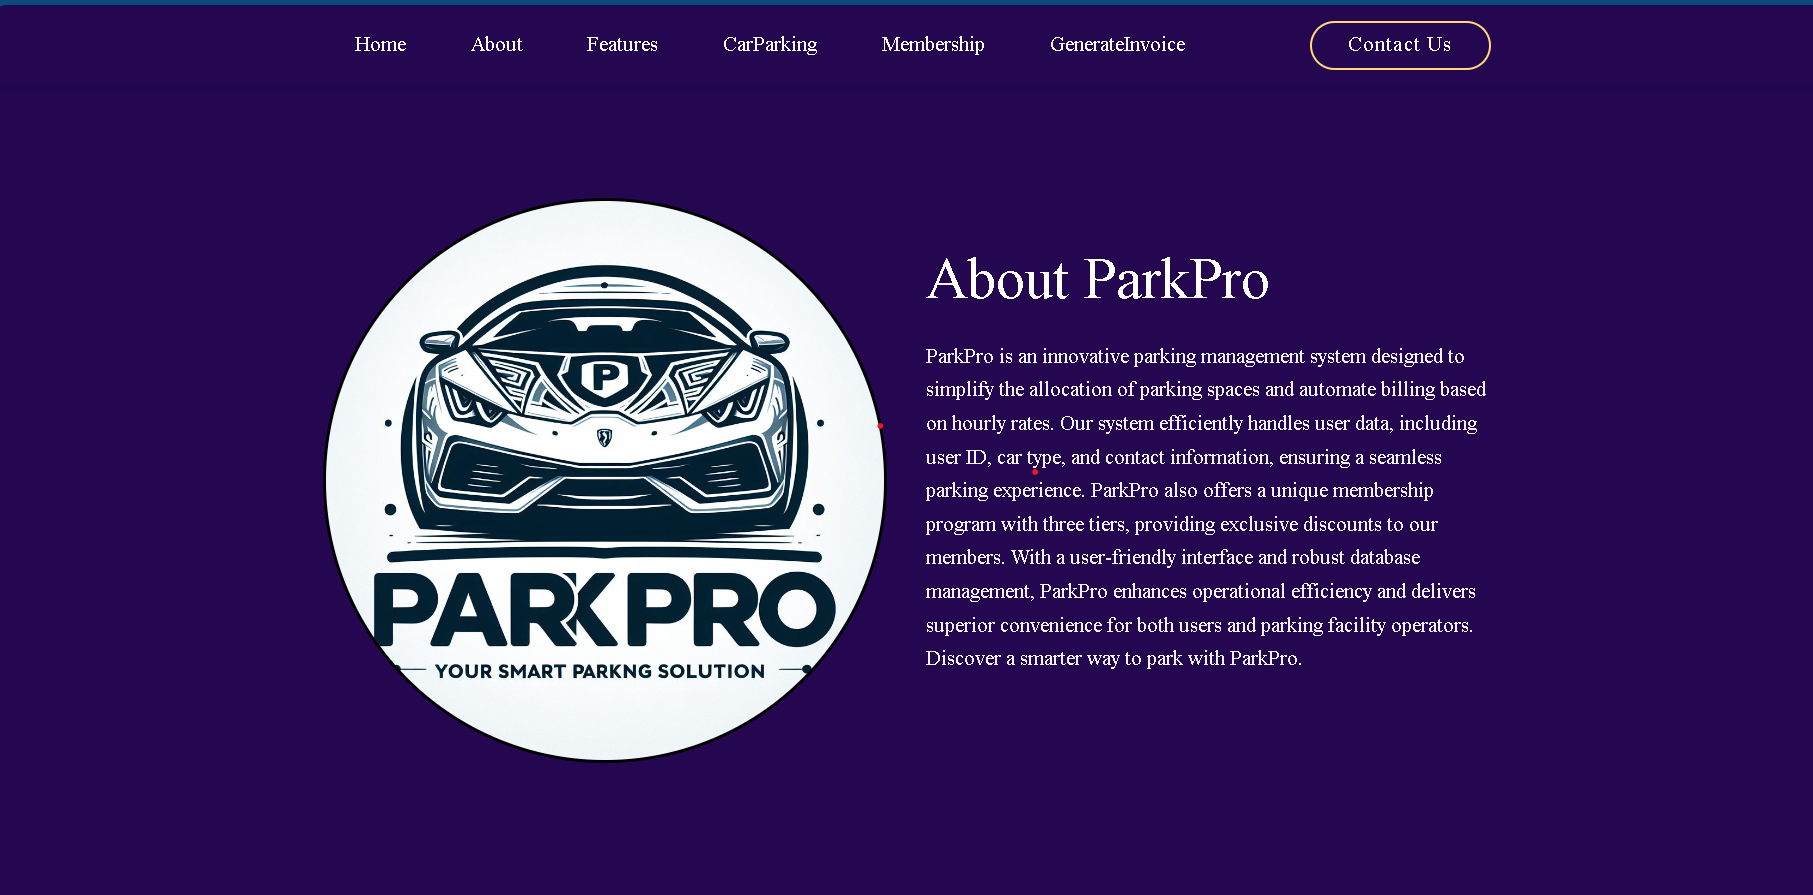 Home About Features CarParking Membership GenerateInvoice Contact Us
P
PARKPRO
YOUR SMART PARKNG SOLUTION
About ParkPro
ParkPro is an innovative parking management system designed to
simplify the allocation of parking spaces and automate billing based
on hourly rates. Our system efficiently handles user data, including
user ID, car type, and contact information, ensuring a seamless
parking experience. ParkPro also offers a unique membership
program with three tiers, providing exclusive discounts to our
members. With a user-friendly interface and robust database
management, ParkPro enhances operational efficiency and delivers
superior convenience for both users and parking facility operators.
Discover a smarter way to park with ParkPro.